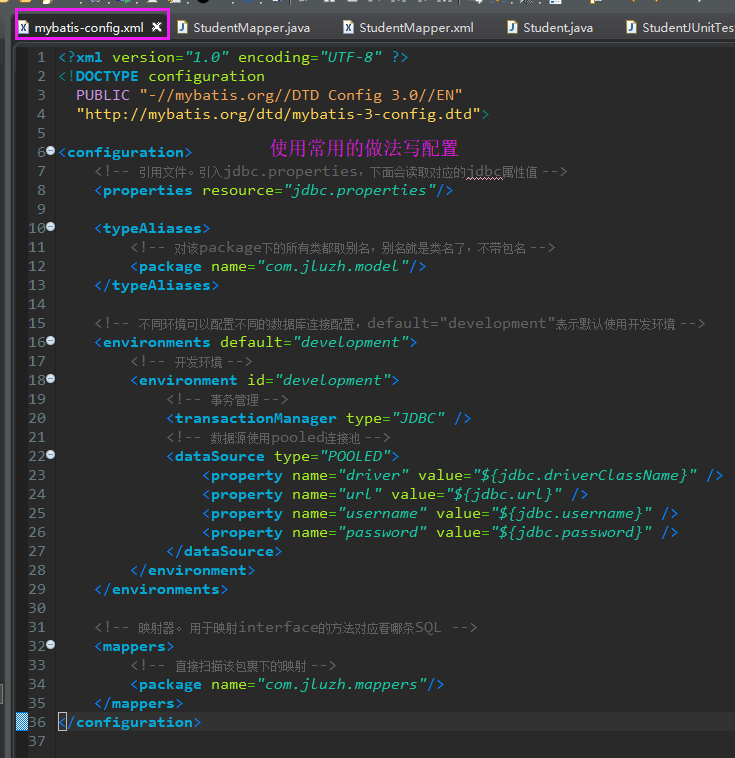 mybatis-config.xml StudentMapper.java StudentMapper.xml Student.java StudentJUnitTes
1 <?xml version="1.0" encoding="UTF-8" ?>
2 <!DOCTYPE configuration
3 PUBLIC "-//mybatis.org//DTD Config 3.0//EN"
4 "http://mybatis.org/dtd/mybatis-3-config.dtd">
5
使用常用的做法写配置
6 <configuration>
7 <!-- 引用文件。引入jdbc.properties，下面会读取对应的jdbc属性值 -->
8 <properties resource="jdbc.properties"/>
9
10 <typeAliases>
11 <!-- 对该package下的所有类都取别名，别名就是类名了，不带包名 -->
12 <package name="com.jluzh.model"/>
13 </typeAliases>
14
15 <!-- 不同环境可以配置不同的数据库连接配置，default="development"表示默认使用开发环境 -->
16 <environments default="development">
17 <!-- 开发环境 -->
18 <environment id="development">
19 <!-- 事务管理 -->
20 <transactionManager type="JDBC" />
21 <!-- 数据源使用pooled连接池 -->
22 <dataSource type="POOLED">
23 <property name="driver" value="${jdbc.driverClassName}" />
24 <property name="url" value="${jdbc.url}" />
25 <property name="username" value="${jdbc.username}" />
26 <property name="password" value="${jdbc.password}" />
27 </dataSource>
28 </environment>
29 </environments>
30
31 <!-- 映射器。用于映射interface的方法对应着哪条SQL -->
32 <mappers>
33 <!-- 直接扫描该包裹下的映射 -->
34 <package name="com.jluzh.mappers"/>
35 </mappers>
36 </configuration>
37